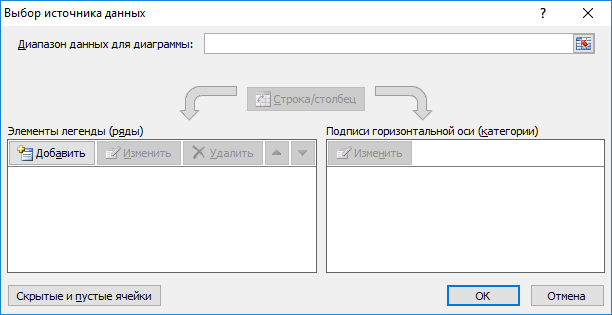 Выбор источника данных
?
Диапазон данных для диаграммы:
Строка/столбец
Элементы легенды (ряды)
Подписи горизонтальной оси (категории)
Добавить Изменить Удалить
Изменить
Скрытые и пустые ячейки
ОК
Отмена